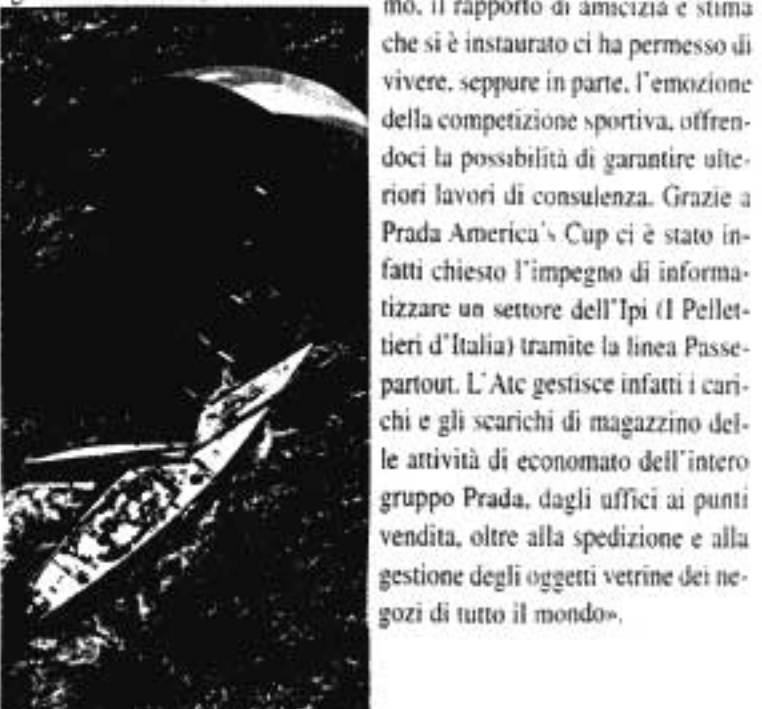 mo, il rapporto di amicizia e stima
che si è instaurato ci ha permesso di
vivere, seppure in parte, l'emozione
della competizione sportiva, offren-
doci la possibilità di garantire ulte-
riori lavori di consulenza. Grazie a
Prada America's Cup ci è stato in-
fatti chiesto l'impegno di informa-
tizzare un settore dell'Ipi (I Pellet-
tieri d'Italia) tramite la linea Passe-
partout. L'Atc gestisce infatti i cari-
chi e gli scarichi di magazzino del-
le attività di economato dell'intero
gruppo Prada, dagli uffici ai punti
vendita, oltre alla spedizione e alla
gestione degli oggetti vetrine dei ne-
gozi di tutto il mondo».